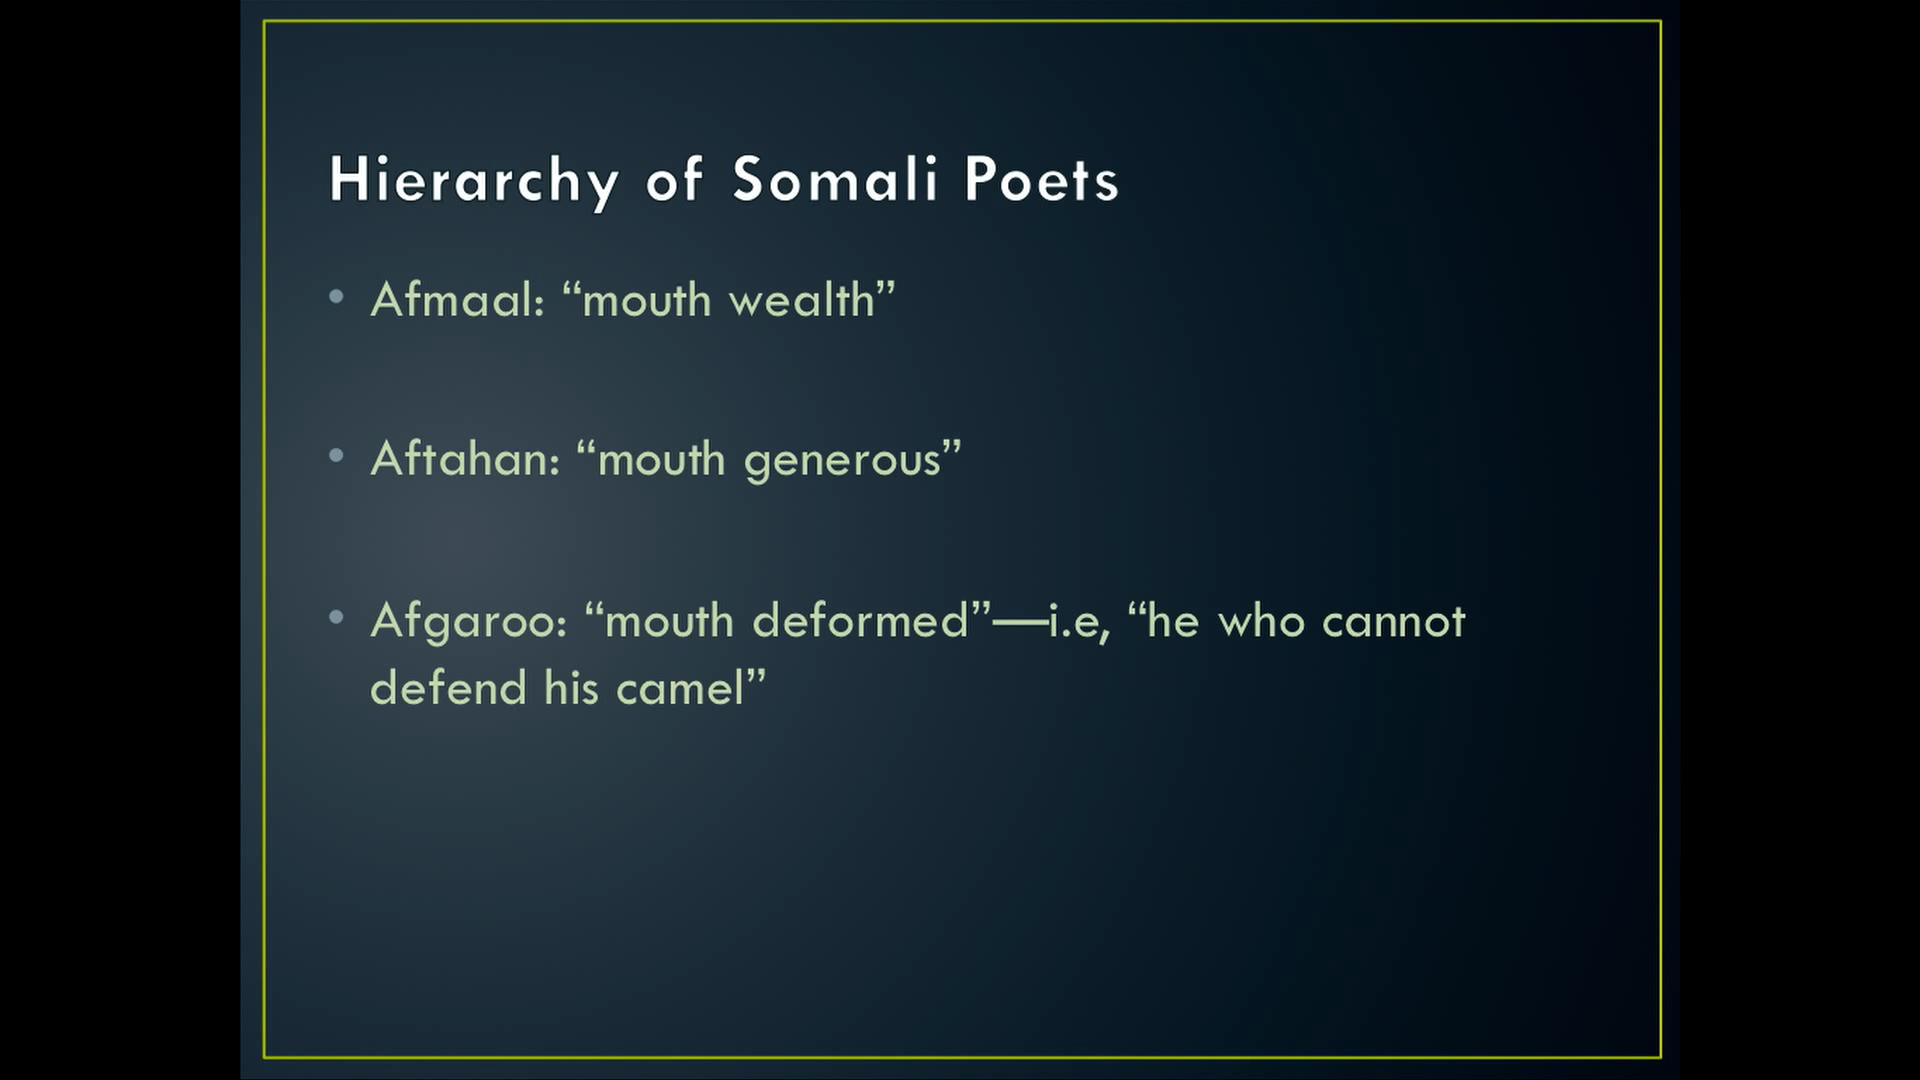 Hierarchy of Somali Poets
• Afmaal: “mouth wealth”
• Aftahan: “mouth generous”
• Afgaroo: “mouth deformed”—i.e, “he who cannot
defend his camel”